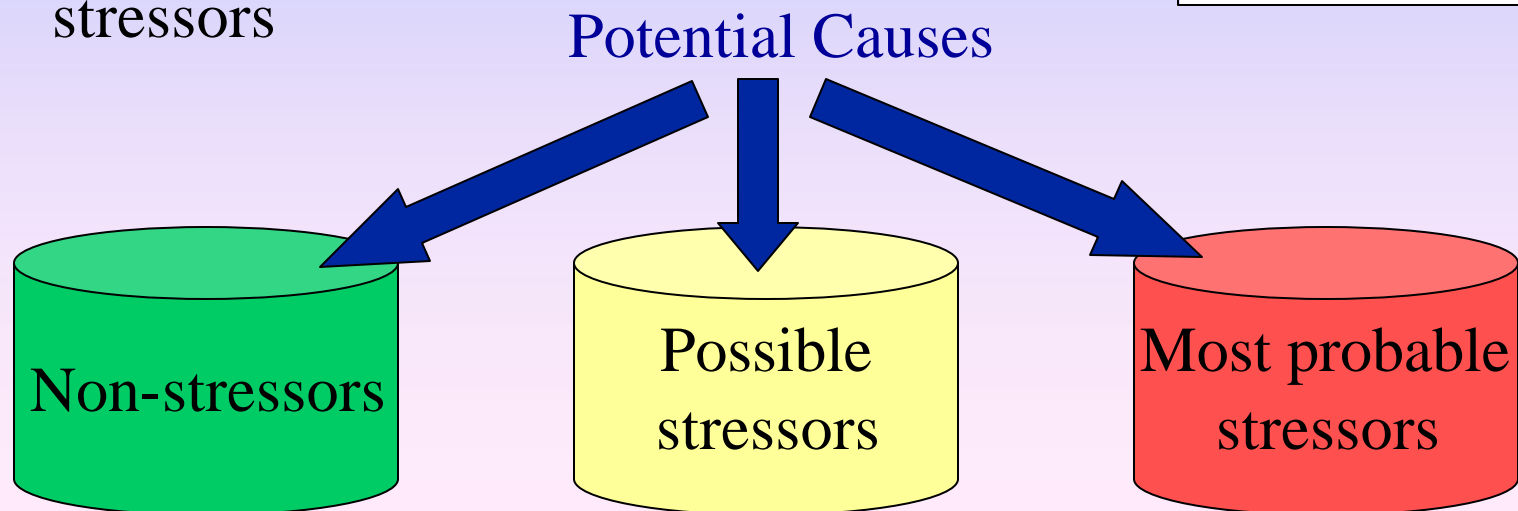 stressors
Potential Causes
Non-stressors
Possible
stressors
Most probable
stressors